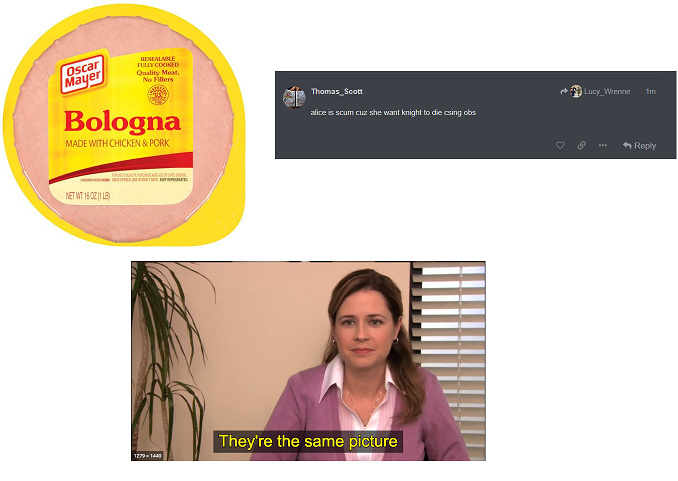 Oscar
Mayer
RESEALABLE
FULLY COOKED
Quality Meat,
No Fillers
Bologna
MADE WITH CHICKEN & PORK
KEEP REFRIGERATED
NET WT 16 OZ (1 LB)
Thomas_Scott
Lucy_Wrenne 1m
alice is scum cuz she want knight to die csing obs
Reply
They're the same picture
1279 × 1440